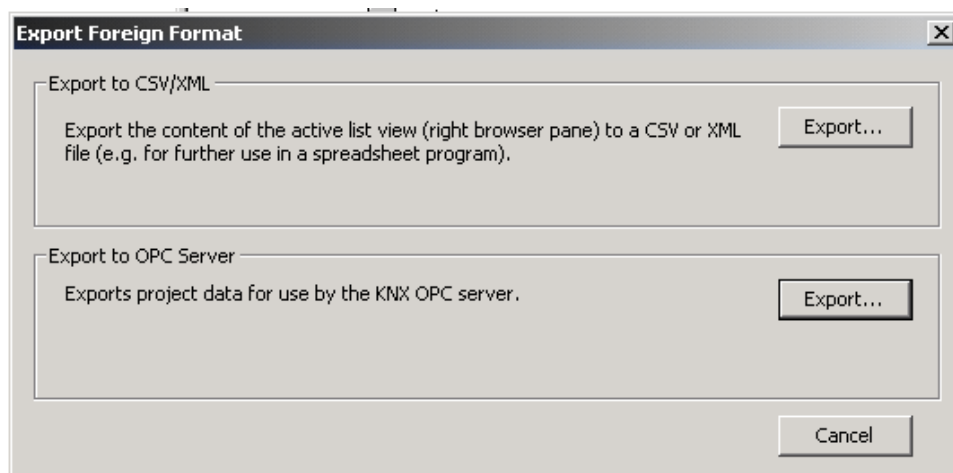 Export Foreign Format
Export to CSV/XML
Export the content of the active list view (right browser pane) to a CSV or XML
file (e.g. for further use in a spreadsheet program).
Export...
Export to OPC Server
Exports project data for use by the KNX OPC server.
Export...
Cancel